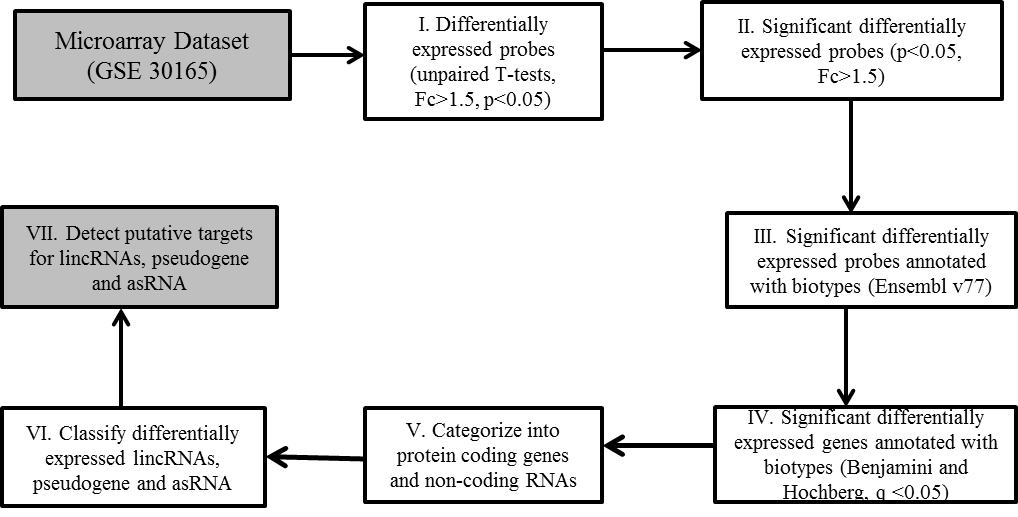 Microarray Dataset
(GSE 30165)
I. Differentially
expressed probes
(unpaired T-tests,
Fc>1.5, p<0.05)
II. Significant differentially
expressed probes (p<0.05,
Fc>1.5)
III. Significant differentially
expressed probes annotated
with biotypes (Ensembl v77)
IV. Significant differentially
expressed genes annotated with
biotypes (Benjamini and
Hochberg, q <0.05)
V. Categorize into
protein coding genes
and non-coding RNAs
VI. Classify differentially
expressed lincRNAs,
pseudogene and asRNA
VII. Detect putative targets
for lincRNAs, pseudogene
and asRNA